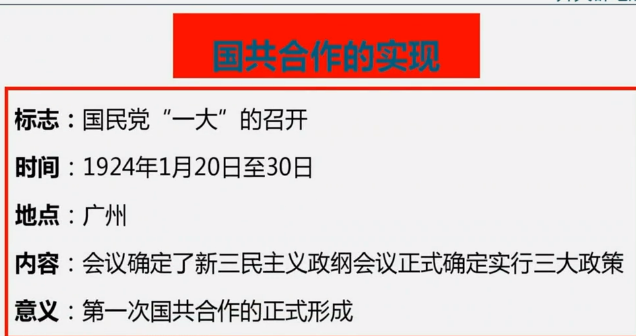 国共合作的实现
标志：国民党“一大”的召开
时间：1924年1月20日至30日
地点：广州
内容：会议确定了新三民主义政纲会议正式确定实行三大政策
意义：第一次国共合作的正式形成